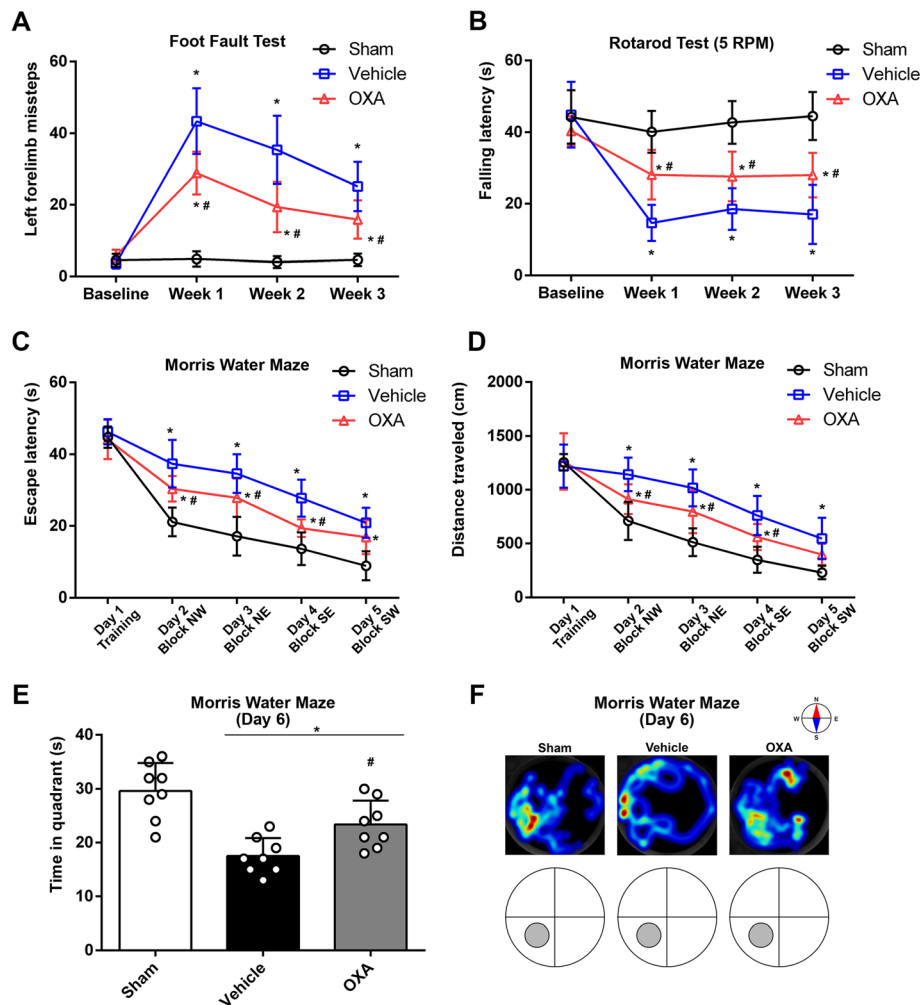 A
Foot Fault Test
Sham
Vehicle
OXA
Left forelimb missteps
60
40
20
0
*
*
*
* #
* #
* #
Baseline Week 1 Week 2 Week 3
B
Rotarod Test (5 RPM)
Sham
Vehicle
OXA
Falling latency (s)
60
40
20
0
* #
* #
* #
*
*
*
Baseline Week 1 Week 2 Week 3
C
Morris Water Maze
Sham
Vehicle
OXA
Escape latency (s)
60
40
20
0
*
*
*
*
* #
* #
* #
*
Day 1
Training
Day 2
Block NW
Day 3
Block NE
Day 4
Block SE
Day 5
Block SW
D
Morris Water Maze
Sham
Vehicle
OXA
Distance traveled (cm)
2000
1500
1000
500
0
*
*
*
*
* #
* #
* #
Day 1
Training
Day 2
Block NW
Day 3
Block NE
Day 4
Block SE
Day 5
Block SW
E
Morris Water Maze
(Day 6)
Time in quadrant (s)
40
30
20
10
0
*
#
Sham
Vehicle
OXA
F
Morris Water Maze
(Day 6)
N
W E
S
Sham Vehicle OXA